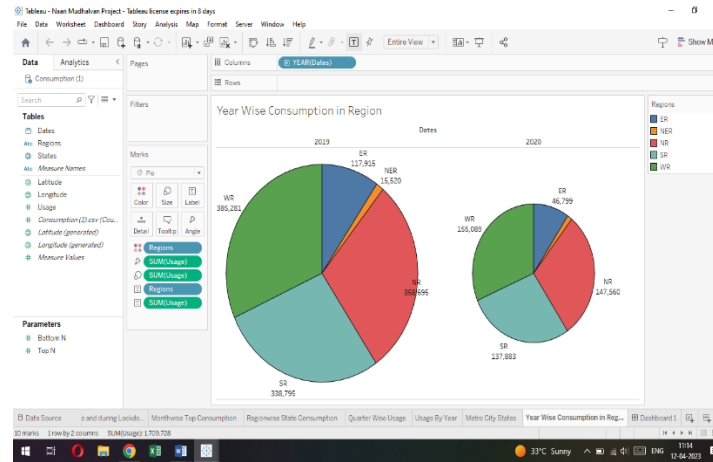 Tableau - Naan Mudhalvan Project - Tableau license expires in 8 days
File Data Worksheet Dashboard Story Analysis Map Format Server Window Help
Entire View
Show M
Data Analytics
Consumption (1)
Search
Tables
Dates
Abc Regions
States
Abc Measure Names
Latitude
Longitude
# Usage
# Consumption (1).csv (Cou...
Latitude (generated)
Longitude (generated)
# Measure Values
Parameters
# Bottom N
# Top N
Pages
Filters
Marks
Pie
Color Size Label
Detail Tooltip Angle
Regions
SUM(Usage)
SUM(Usage)
Regions
SUM(Usage)
Columns
YEAR(Dates)
Rows
Year Wise Consumption in Region
Dates
2019 2020
ER
117,915
NER
15,520
WR
385,281
NR
SR
338,795
ER
46,799
WR
155,089
NR
147,560
SR
137,883
Regions
ER
NER
NR
SR
WR
Data Source
and during Lockdo...
Monthwise Top Consumption
Regionwise State Consumption
Quarter Wise Usage
Usage By Year
Metro City States
Year Wise Consumption in Reg...
Dashboard 1
10 marks 1 row by 2 columns SUM(Usage): 1,709,728
33°C Sunny
ENG
11:14
12-04-2023